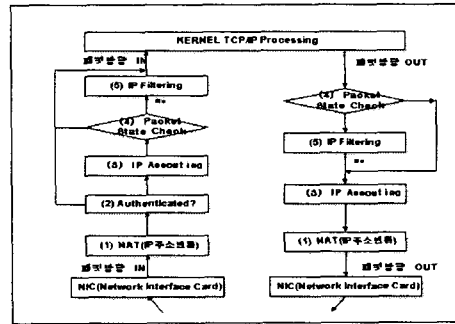 KERNEL TCP/IP Processing
패킷방향 IN
패킷방향 OUT
(5) IP Filtering
(4) Packet State Check
(4) Packet State Check
(5) IP Filtering
(3) IP Accouting
(3) IP Accouting
(2) Authenticated?
(1) NAT(IP주소변환)
(1) NAT(IP주소변환)
패킷방향 IN
패킷방향 OUT
NIC(Network Interface Card)
NIC(Network Interface Card)